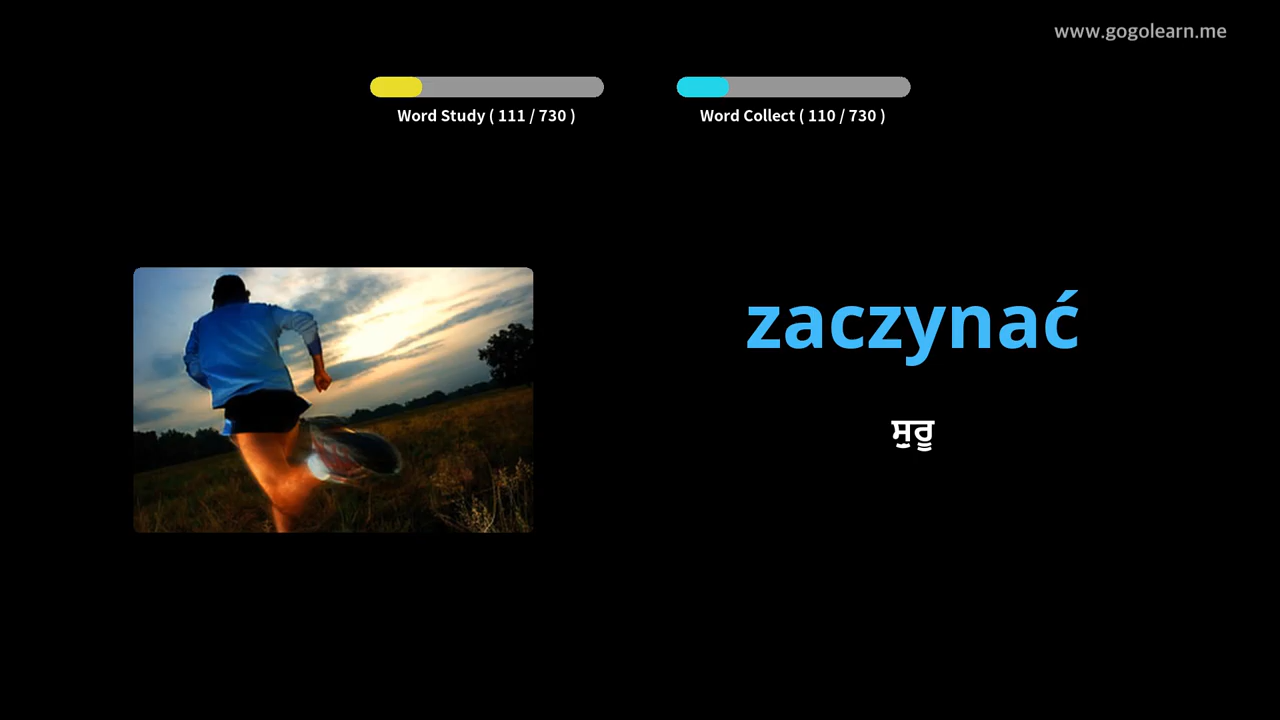 www.gogolearn.me
Word Study ( 111 / 730 )
Word Collect ( 110 / 730 )
zaczynać
ਸੁਰੂ